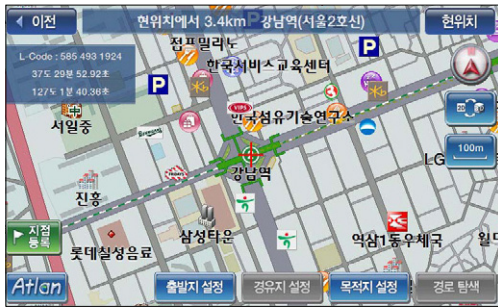 이전
현위치에서 3.4km 강남역(서울2호선)
현위치
L-Code : 585 493 1924
37도 29분 52.92초
127도 1분 40.36초
점프밀라노
P
한국서비스교육센터
P
P
서일중
VIPS
한국섬유기술연구소
강남역
100m
LG
진흥
지점
등록
롯데칠성음료
삼성타운
역삼1동우체국
월드
Atlan
출발지 설정
경유지 설정
목적지 설정
경로 탐색